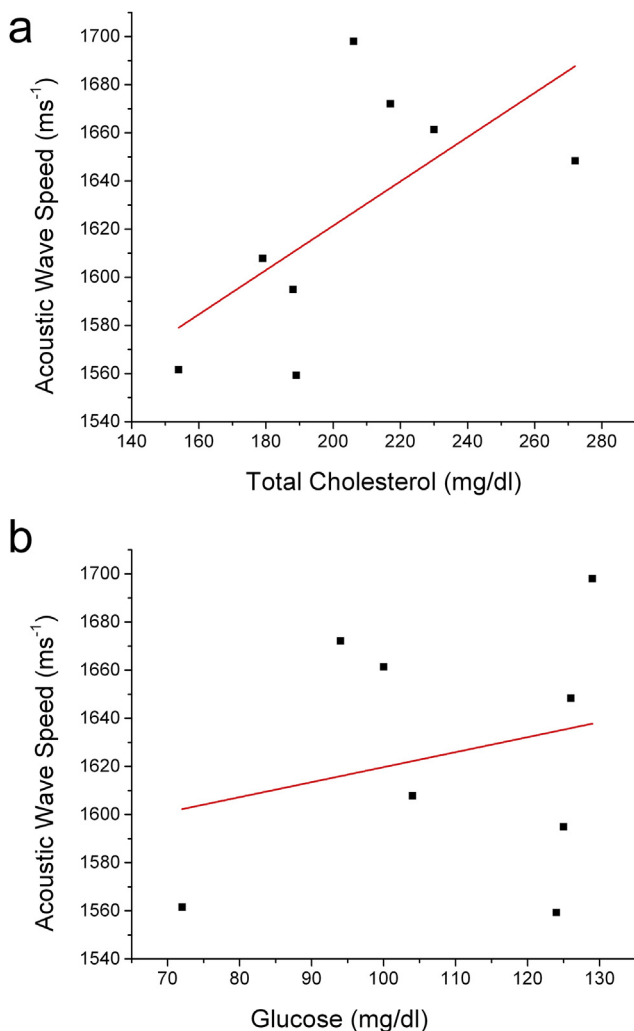 a
Acoustic Wave Speed (ms⁻¹)
1700
1680
1660
1640
1620
1600
1580
1560
1540
140 160 180 200 220 240 260 280
Total Cholesterol (mg/dl)
b
Acoustic Wave Speed (ms⁻¹)
1700
1680
1660
1640
1620
1600
1580
1560
1540
70 80 90 100 110 120 130
Glucose (mg/dl)